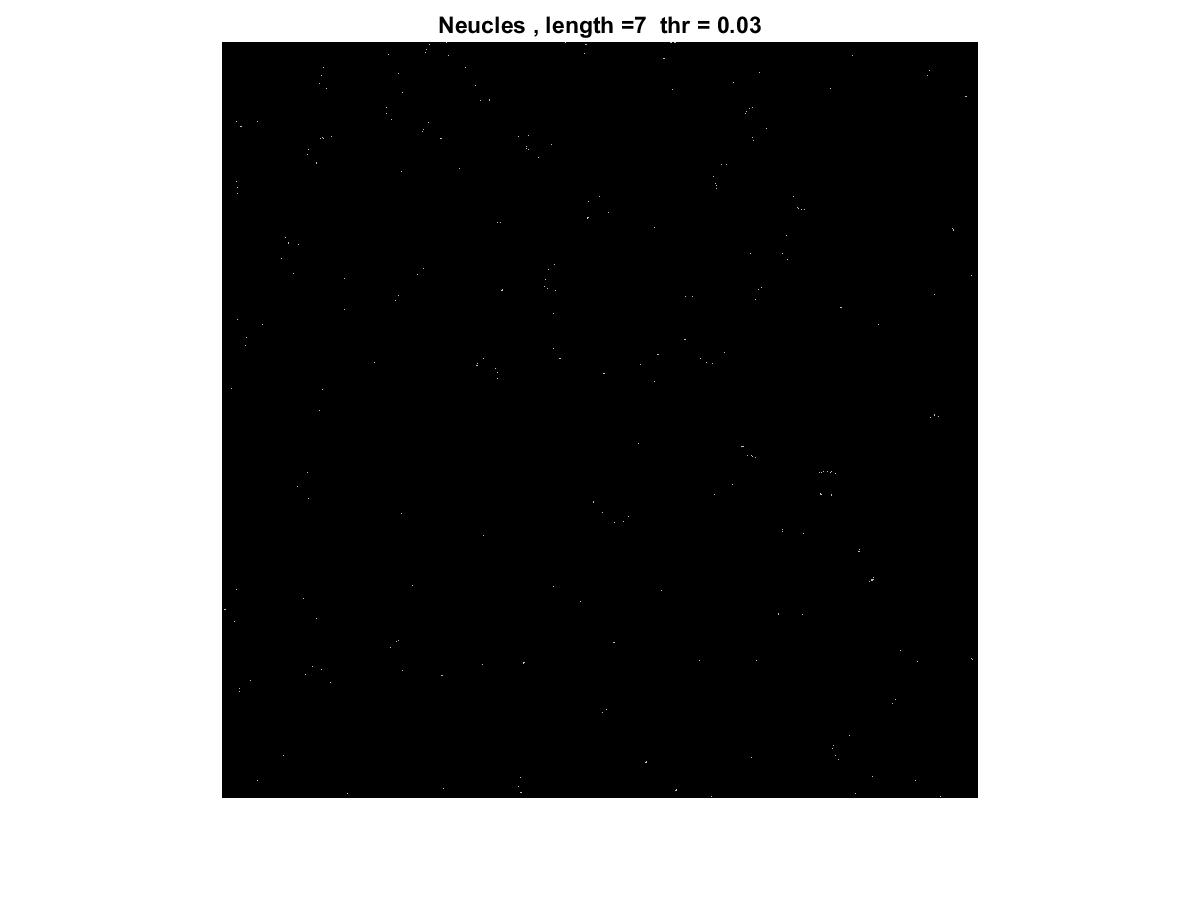 Neucles , length =7  thr = 0.03